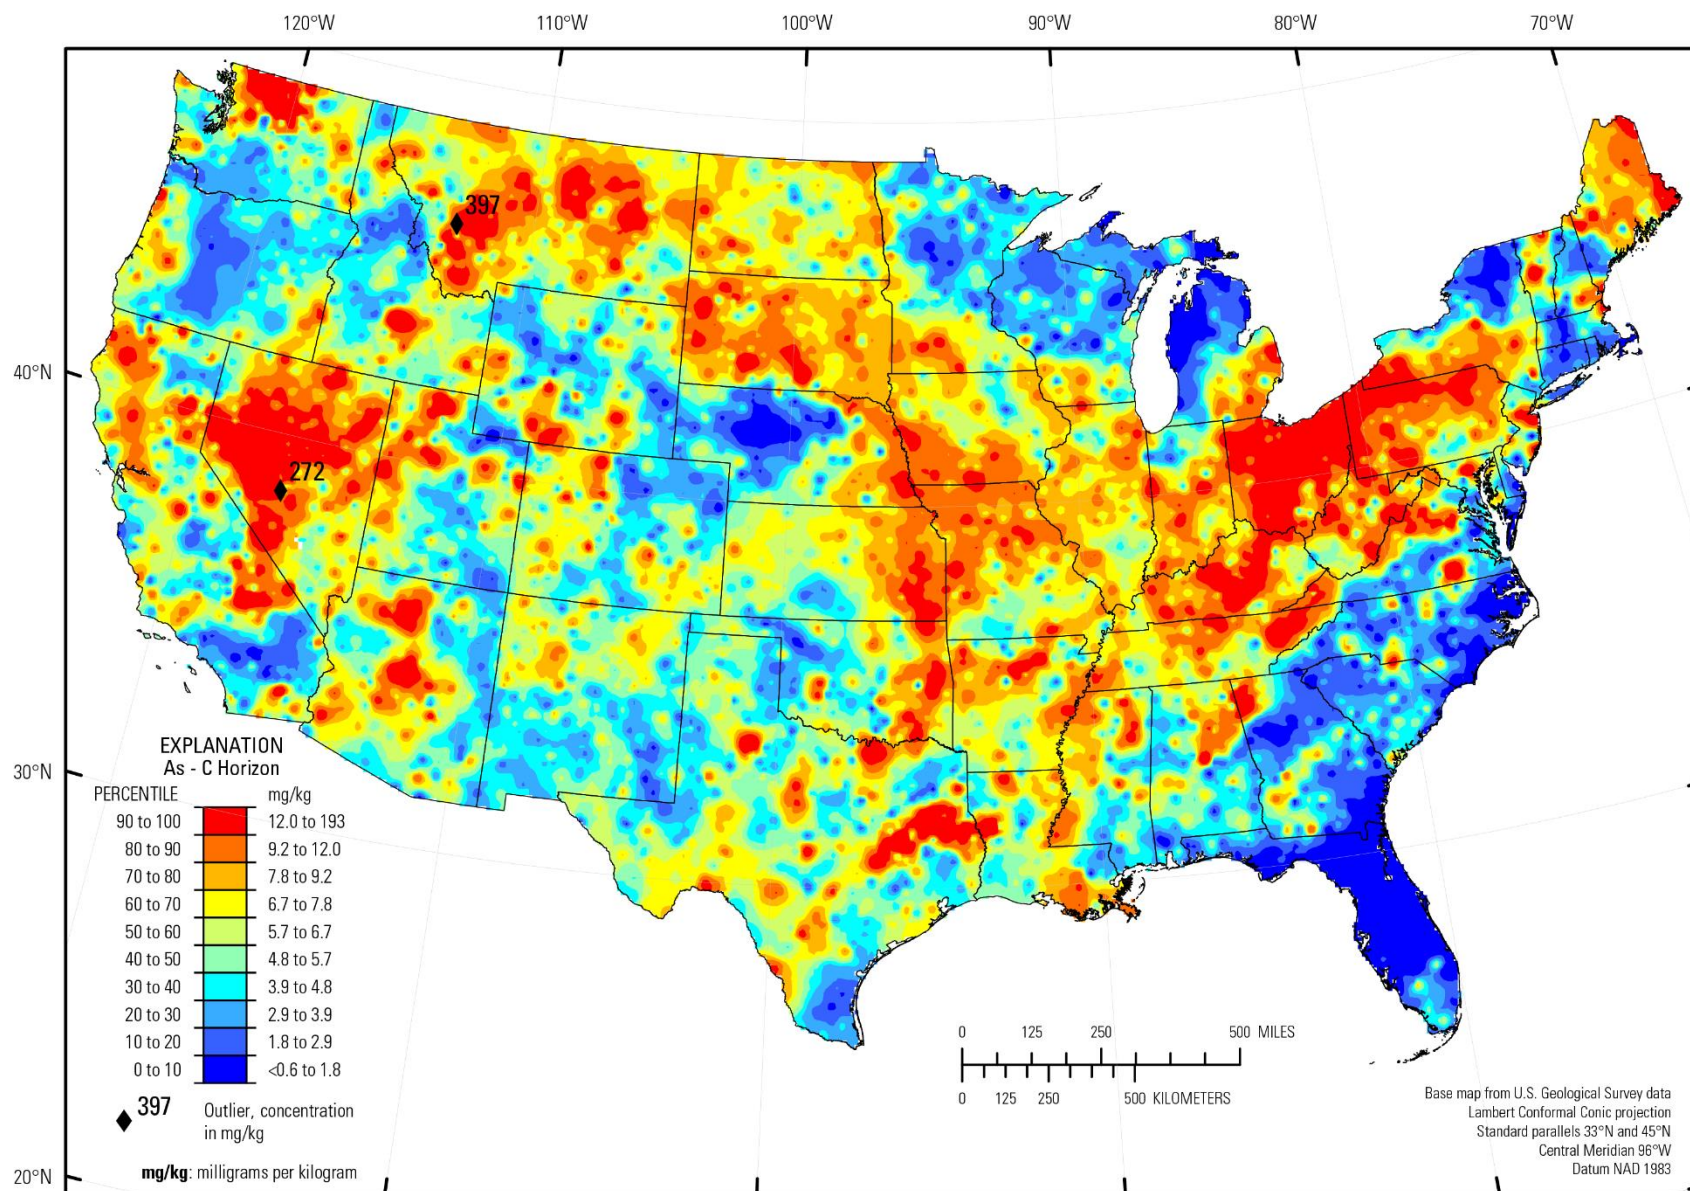 120°W 110°W 100°W 90°W 80°W 70°W
40°N
30°N
20°N
397
272
EXPLANATION
As - C Horizon
PERCENTILE mg/kg
90 to 100 12.0 to 193
80 to 90 9.2 to 12.0
70 to 80 7.8 to 9.2
60 to 70 6.7 to 7.8
50 to 60 5.7 to 6.7
40 to 50 4.8 to 5.7
30 to 40 3.9 to 4.8
20 to 30 2.9 to 3.9
10 to 20 1.8 to 2.9
0 to 10 <0.6 to 1.8
397 Outlier, concentration
in mg/kg
mg/kg: milligrams per kilogram
0 125 250 500 MILES
0 125 250 500 KILOMETERS
Base map from U.S. Geological Survey data
Lambert Conformal Conic projection
Standard parallels 33°N and 45°N
Central Meridian 96°W
Datum NAD 1983